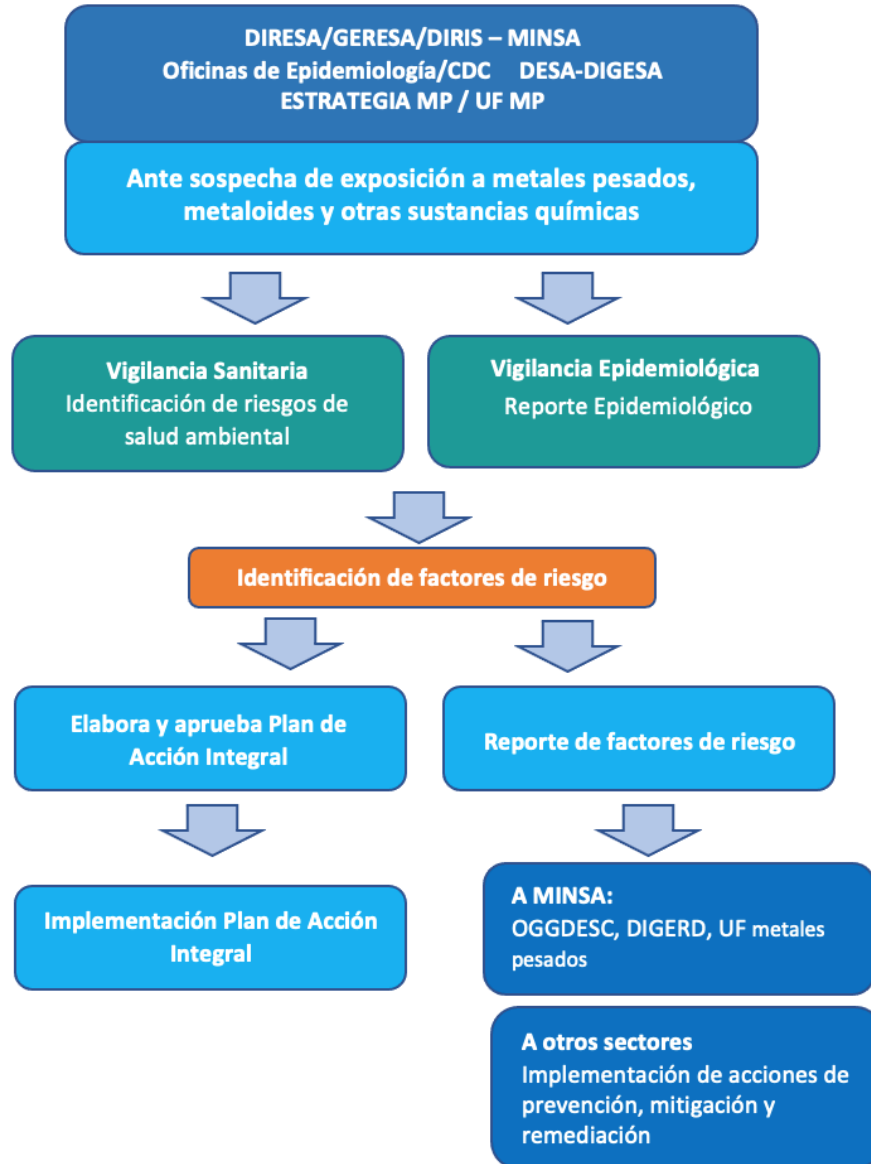 DIRESA/GERESA/DIRIS – MINSA
Oficinas de Epidemiología/CDC DESA-DIGESA
ESTRATEGIA MP / UF MP
Ante sospecha de exposición a metales pesados,
metaloides y otras sustancias químicas
Vigilancia Sanitaria
Identificación de riesgos de
salud ambiental
Vigilancia Epidemiológica
Reporte Epidemiológico
Identificación de factores de riesgo
Elabora y aprueba Plan de
Acción Integral
Reporte de factores de riesgo
Implementación Plan de Acción
Integral
A MINSA:
OGGDESC, DIGERD, UF metales
pesados
A otros sectores
Implementación de acciones de
prevención, mitigación y
remediación